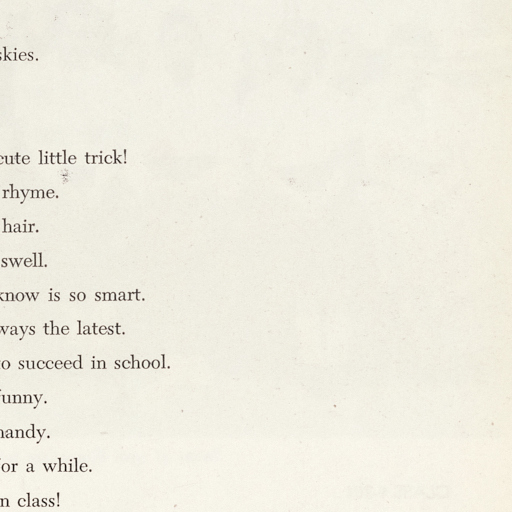 skies.
cute little trick!
rhyme.
hair.
swell.
know is so smart.
ways the latest.
to succeed in school.
funny.
handy.
for a while.
n class!